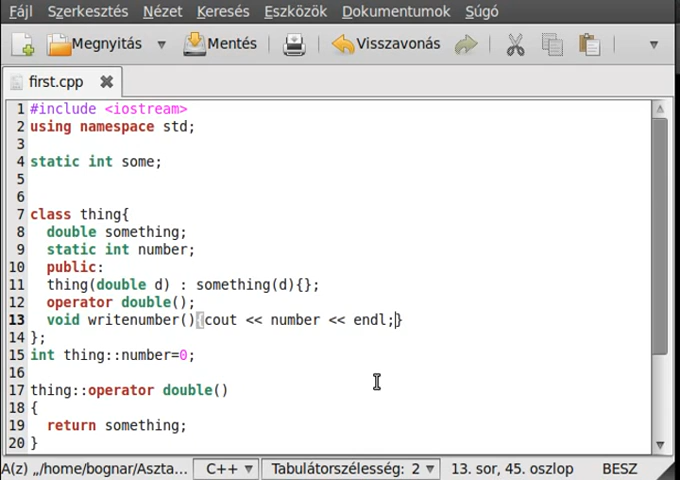 Fájl Szerkesztés Nézet Keresés Eszközök Dokumentumok Súgó
Megnyitás Mentés Visszavonás
first.cpp
1 #include <iostream>
2 using namespace std;
3
4 static int some;
5
6
7 class thing{
8   double something;
9   static int number;
10   public:
11   thing(double d) : something(d){};
12   operator double();
13   void writenumber(){cout << number << endl;}
14 };
15 int thing::number=0;
16
17 thing::operator double()
18 {
19   return something;
20 }
A(z) „/home/bognar/Aszta... C++ Tabulátorszélesség: 2 13. sor, 45. oszlop BESZ